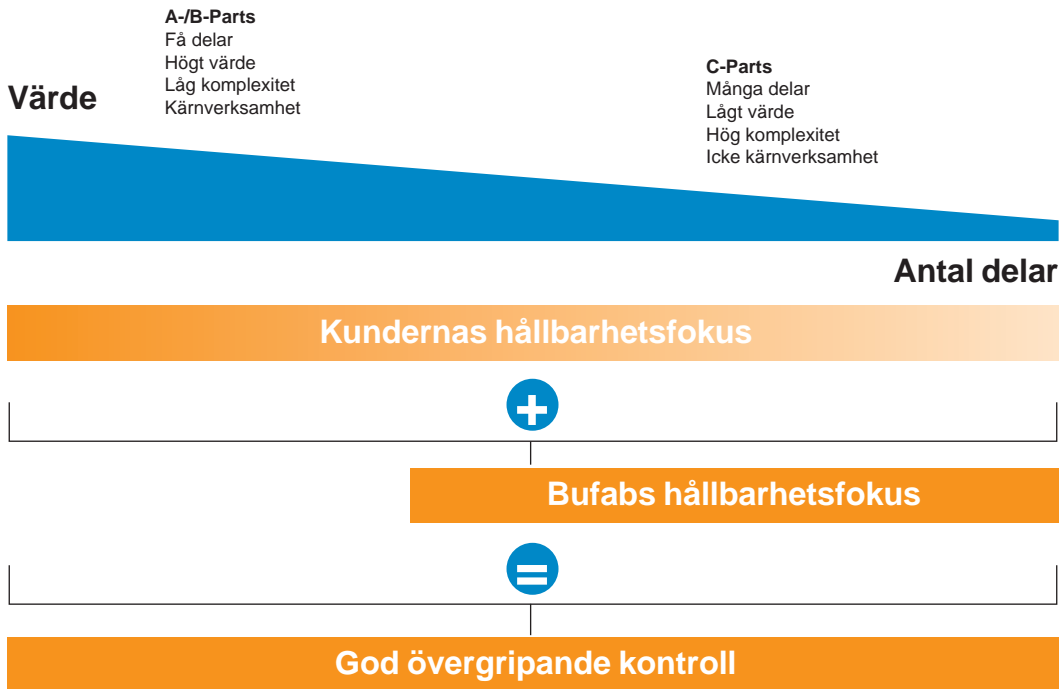 A-/B-Parts
Få delar
Högt värde
Låg komplexitet
Kärnverksamhet
C-Parts
Många delar
Lågt värde
Hög komplexitet
Icke kärnverksamhet
Värde
Antal delar
Kundernas hållbarhetsfokus
+
Bufabs hållbarhetsfokus
=
God övergripande kontroll